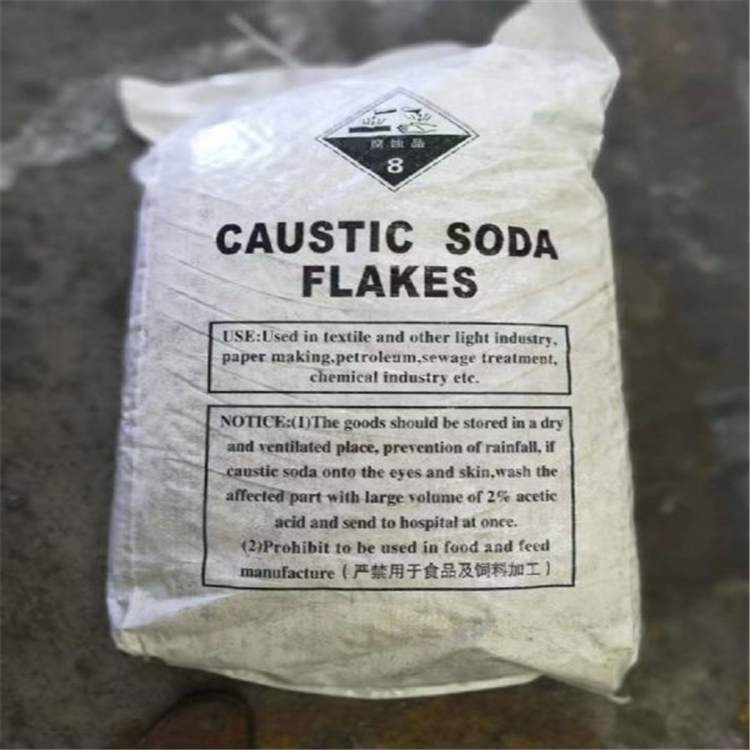 腐蚀品
8
CAUSTIC SODA
FLAKES
USE:Used in textile and other light industry,
paper making,petroleum,sewage treatment,
chemical industry etc.
NOTICE:(1)The goods should be stored in a dry
and ventilated place, prevention of rainfall, if
caustic soda onto the eyes and skin,wash the
affected part with large volume of 2% acetic
acid and send to hospital at once.
(2)Prohibit to be used in food and feed
manufacture (严禁用于食品及饲料加工)